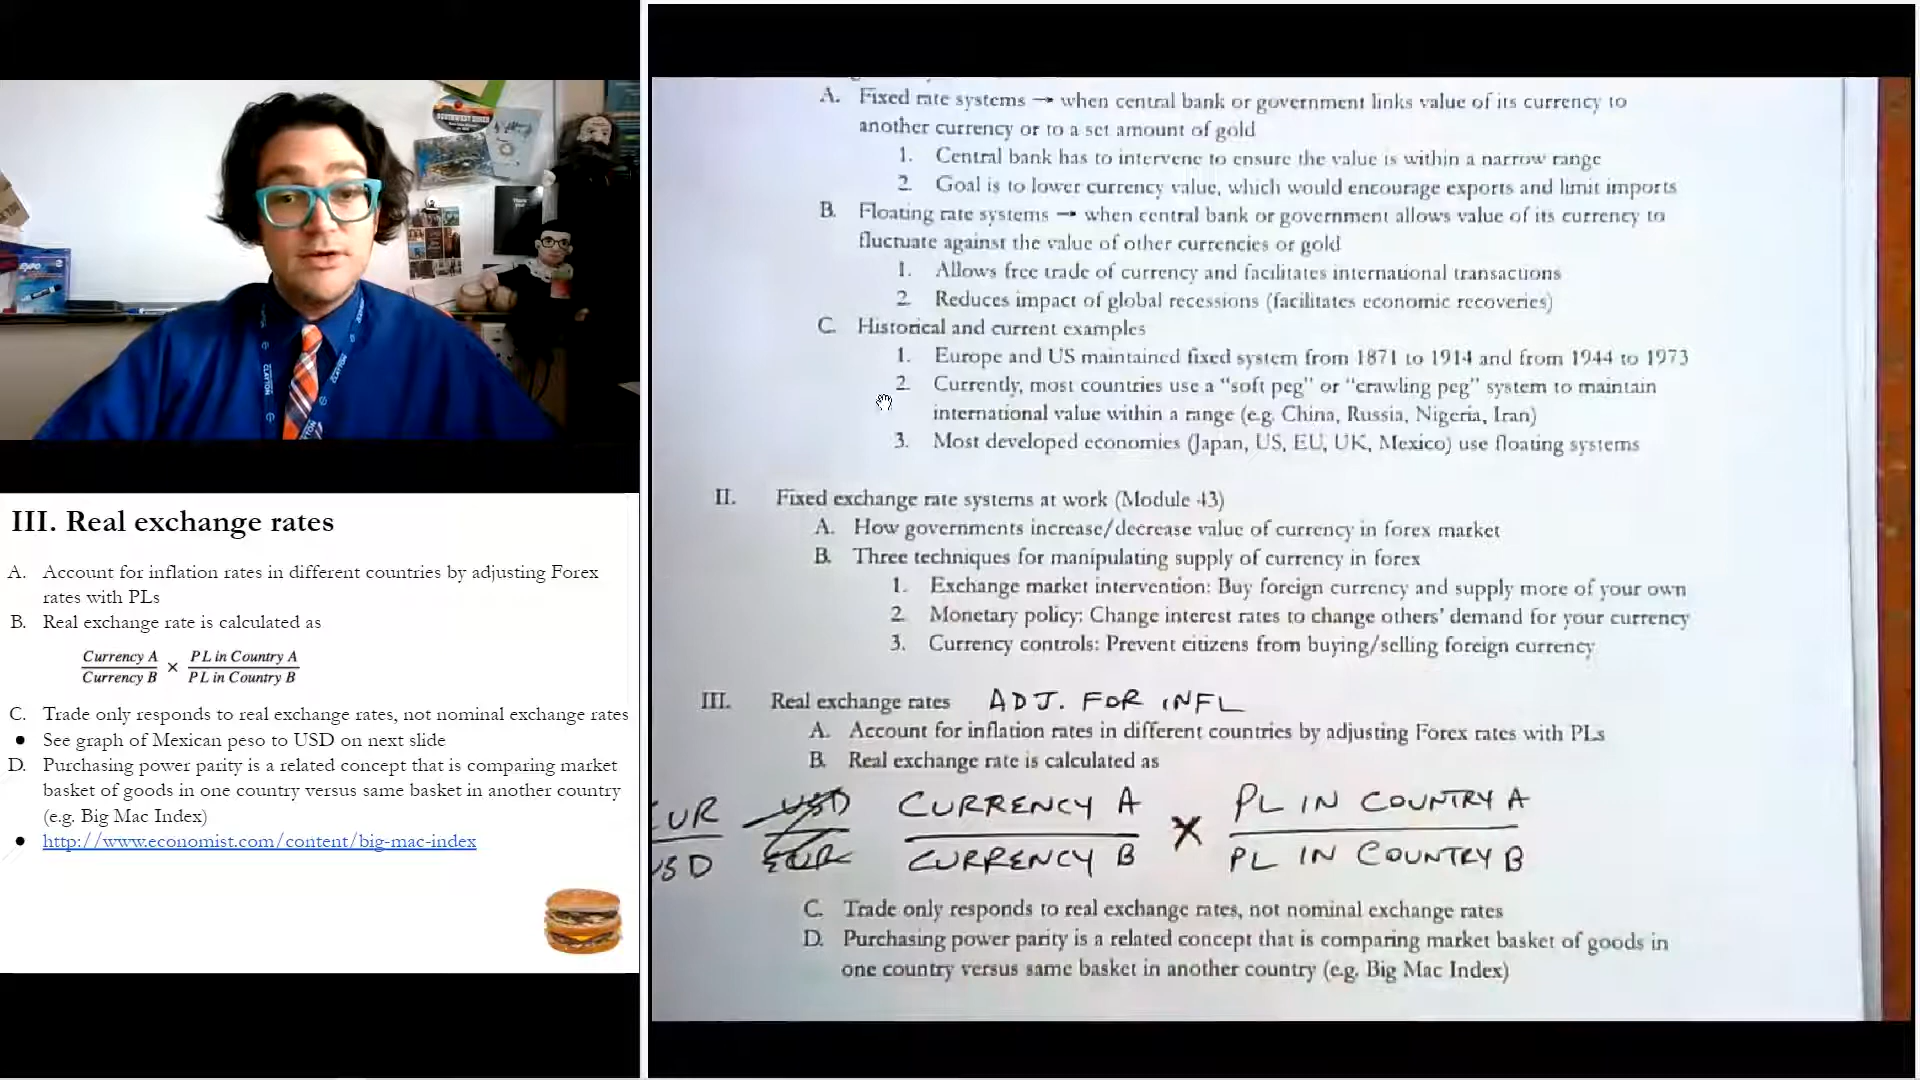 SOUTHWEST DINER
EXPO
CLAYTON
III. Real exchange rates
A. Account for inflation rates in different countries by adjusting Forex
rates with PLs
B. Real exchange rate is calculated as
Currency A / Currency B × PL in Country A / PL in Country B
C. Trade only responds to real exchange rates, not nominal exchange rates
● See graph of Mexican peso to USD on next slide
D. Purchasing power parity is a related concept that is comparing market
basket of goods in one country versus same basket in another country
(e.g. Big Mac Index)
● http://www.economist.com/content/big-mac-index
A. Fixed rate systems → when central bank or government links value of its currency to
another currency or to a set amount of gold
1. Central bank has to intervene to ensure the value is within a narrow range
2. Goal is to lower currency value, which would encourage exports and limit imports
B. Floating rate systems → when central bank or government allows value of its currency to
fluctuate against the value of other currencies or gold
1. Allows free trade of currency and facilitates international transactions
2. Reduces impact of global recessions (facilitates economic recoveries)
C. Historical and current examples
1. Europe and US maintained fixed system from 1871 to 1914 and from 1944 to 1973
2. Currently, most countries use a “soft peg” or “crawling peg” system to maintain
international value within a range (e.g. China, Russia, Nigeria, Iran)
3. Most developed economies (Japan, US, EU, UK, Mexico) use floating systems
II. Fixed exchange rate systems at work (Module 43)
A. How governments increase/decrease value of currency in forex market
B. Three techniques for manipulating supply of currency in forex
1. Exchange market intervention: Buy foreign currency and supply more of your own
2. Monetary policy: Change interest rates to change others’ demand for your currency
3. Currency controls: Prevent citizens from buying/selling foreign currency
III. Real exchange rates ADJ. FOR INFL
A. Account for inflation rates in different countries by adjusting Forex rates with PLs
B. Real exchange rate is calculated as
EUR USD CURRENCY A × PL IN COUNTRY A
USD EUR CURRENCY B PL IN COUNTRY B
C. Trade only responds to real exchange rates, not nominal exchange rates
D. Purchasing power parity is a related concept that is comparing market basket of goods in
one country versus same basket in another country (e.g. Big Mac Index)